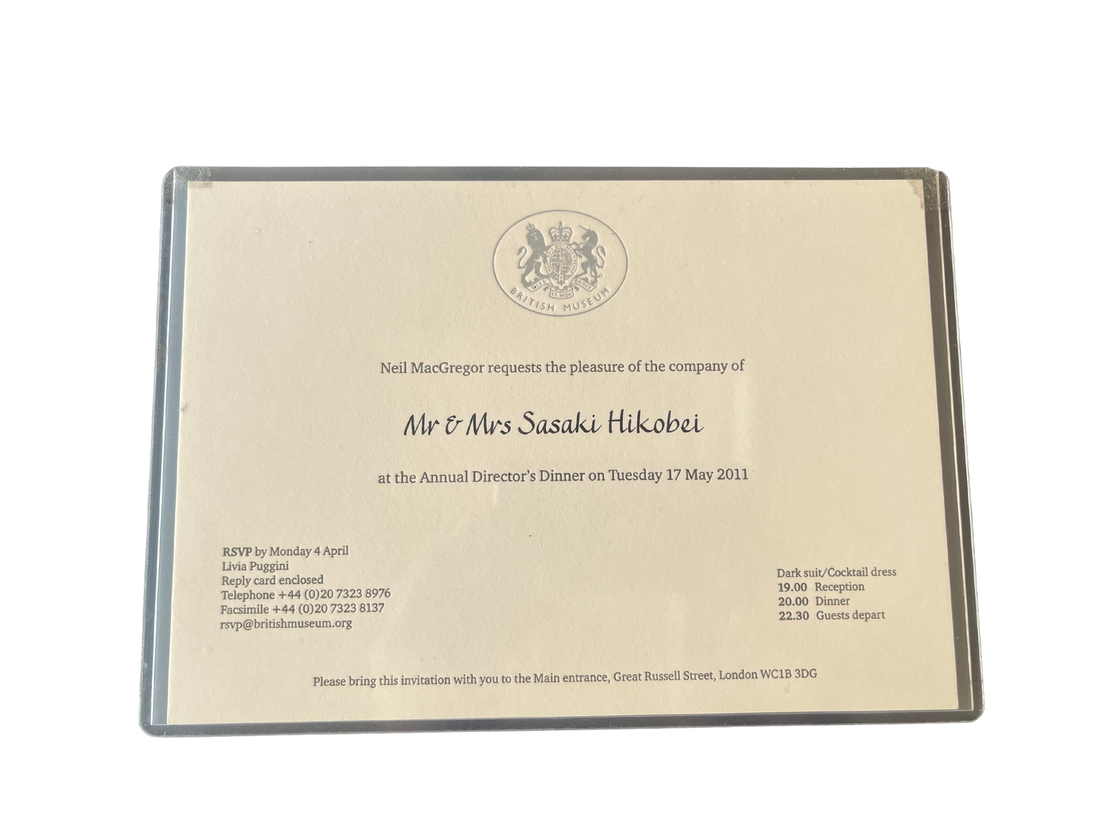 BRITISH MUSEUM
Neil MacGregor requests the pleasure of the company of
Mr & Mrs Sasaki Hikobei
at the Annual Director's Dinner on Tuesday 17 May 2011
RSVP by Monday 4 April
Livia Puggini
Reply card enclosed
Telephone +44 (0)20 7323 8976
Facsimile +44 (0)20 7323 8137
rsvp@britishmuseum.org
Dark suit/Cocktail dress
19.00 Reception
20.00 Dinner
22.30 Guests depart
Please bring this invitation with you to the Main entrance, Great Russell Street, London WC1B 3DG